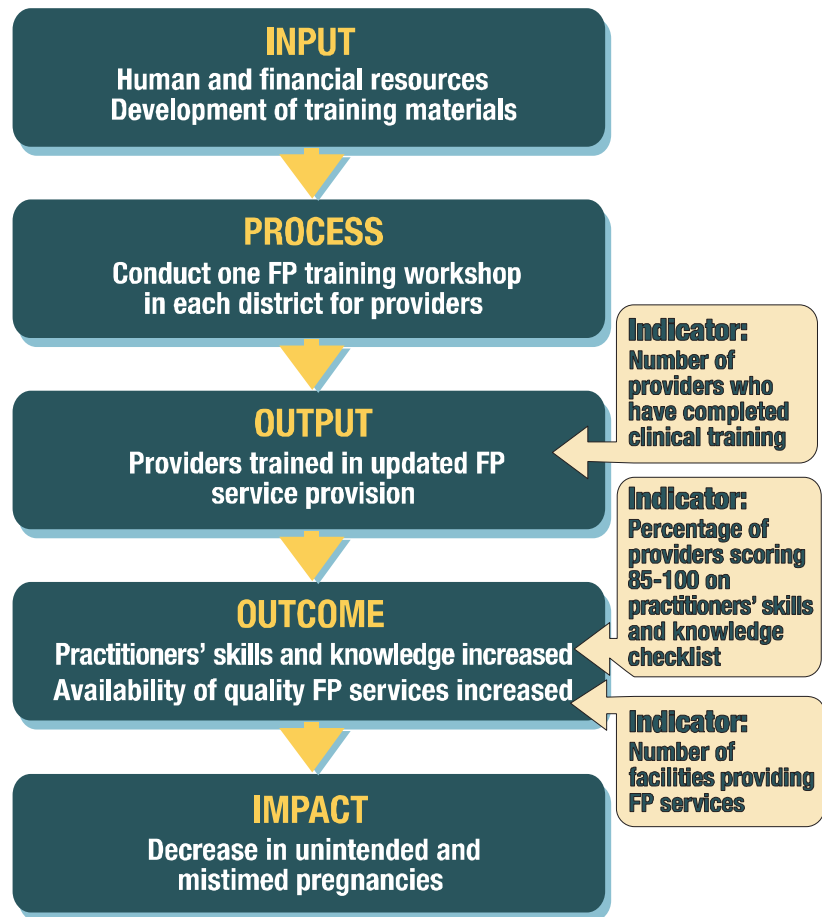 INPUT
Human and financial resources
Development of training materials
PROCESS
Conduct one FP training workshop
in each district for providers
Indicator:
Number of
providers who
have completed
clinical training
OUTPUT
Providers trained in updated FP
service provision
Indicator:
Percentage of
providers scoring
85-100 on
practitioners' skills
and knowledge
checklist
OUTCOME
Practitioners' skills and knowledge increased
Availability of quality FP services increased
Indicator:
Number of
facilities providing
FP services
IMPACT
Decrease in unintended and
mistimed pregnancies